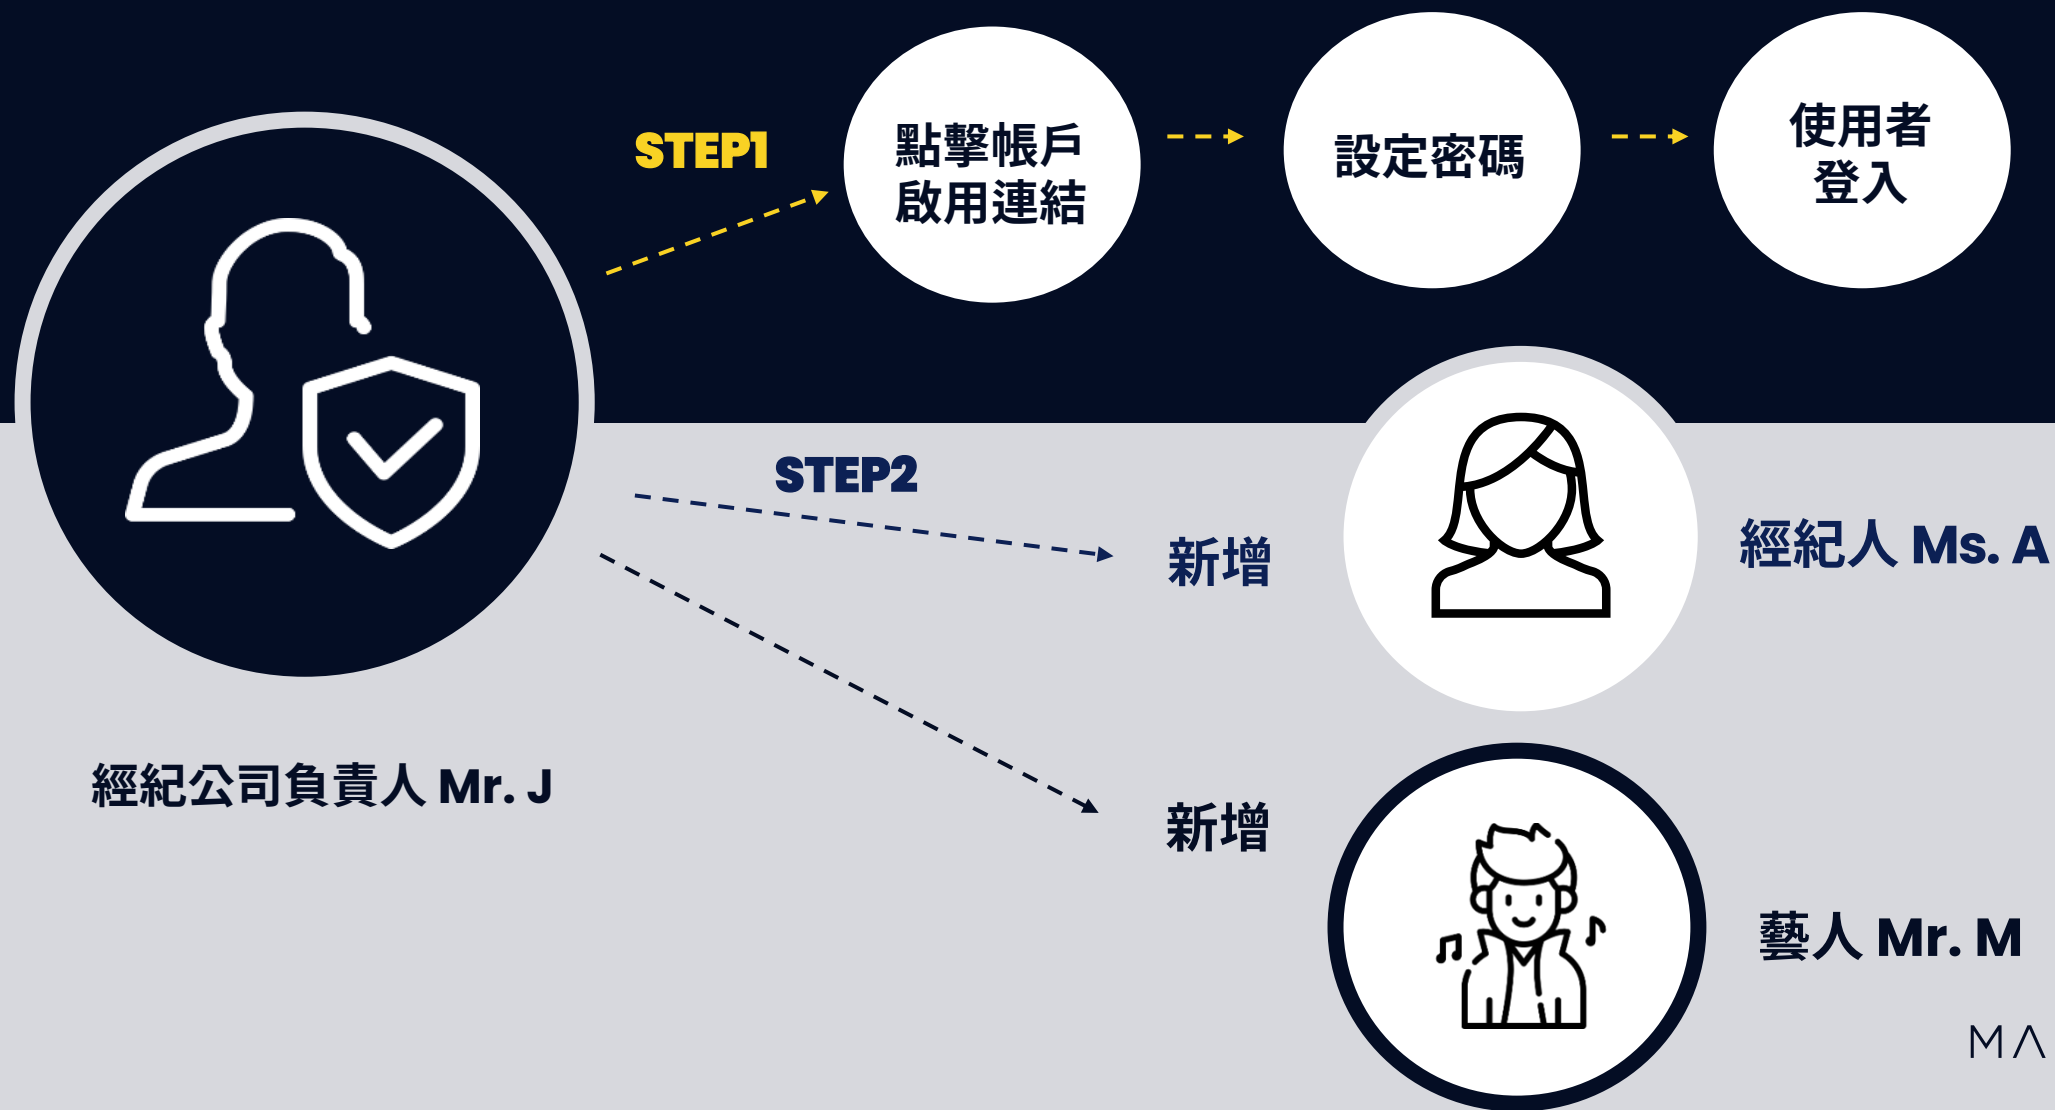 STEP1
點擊帳戶
啟用連結
設定密碼
使用者
登入
STEP2
新增
經紀人 Ms. A
經紀公司負責人 Mr. J
新增
藝人 Mr. M
MA